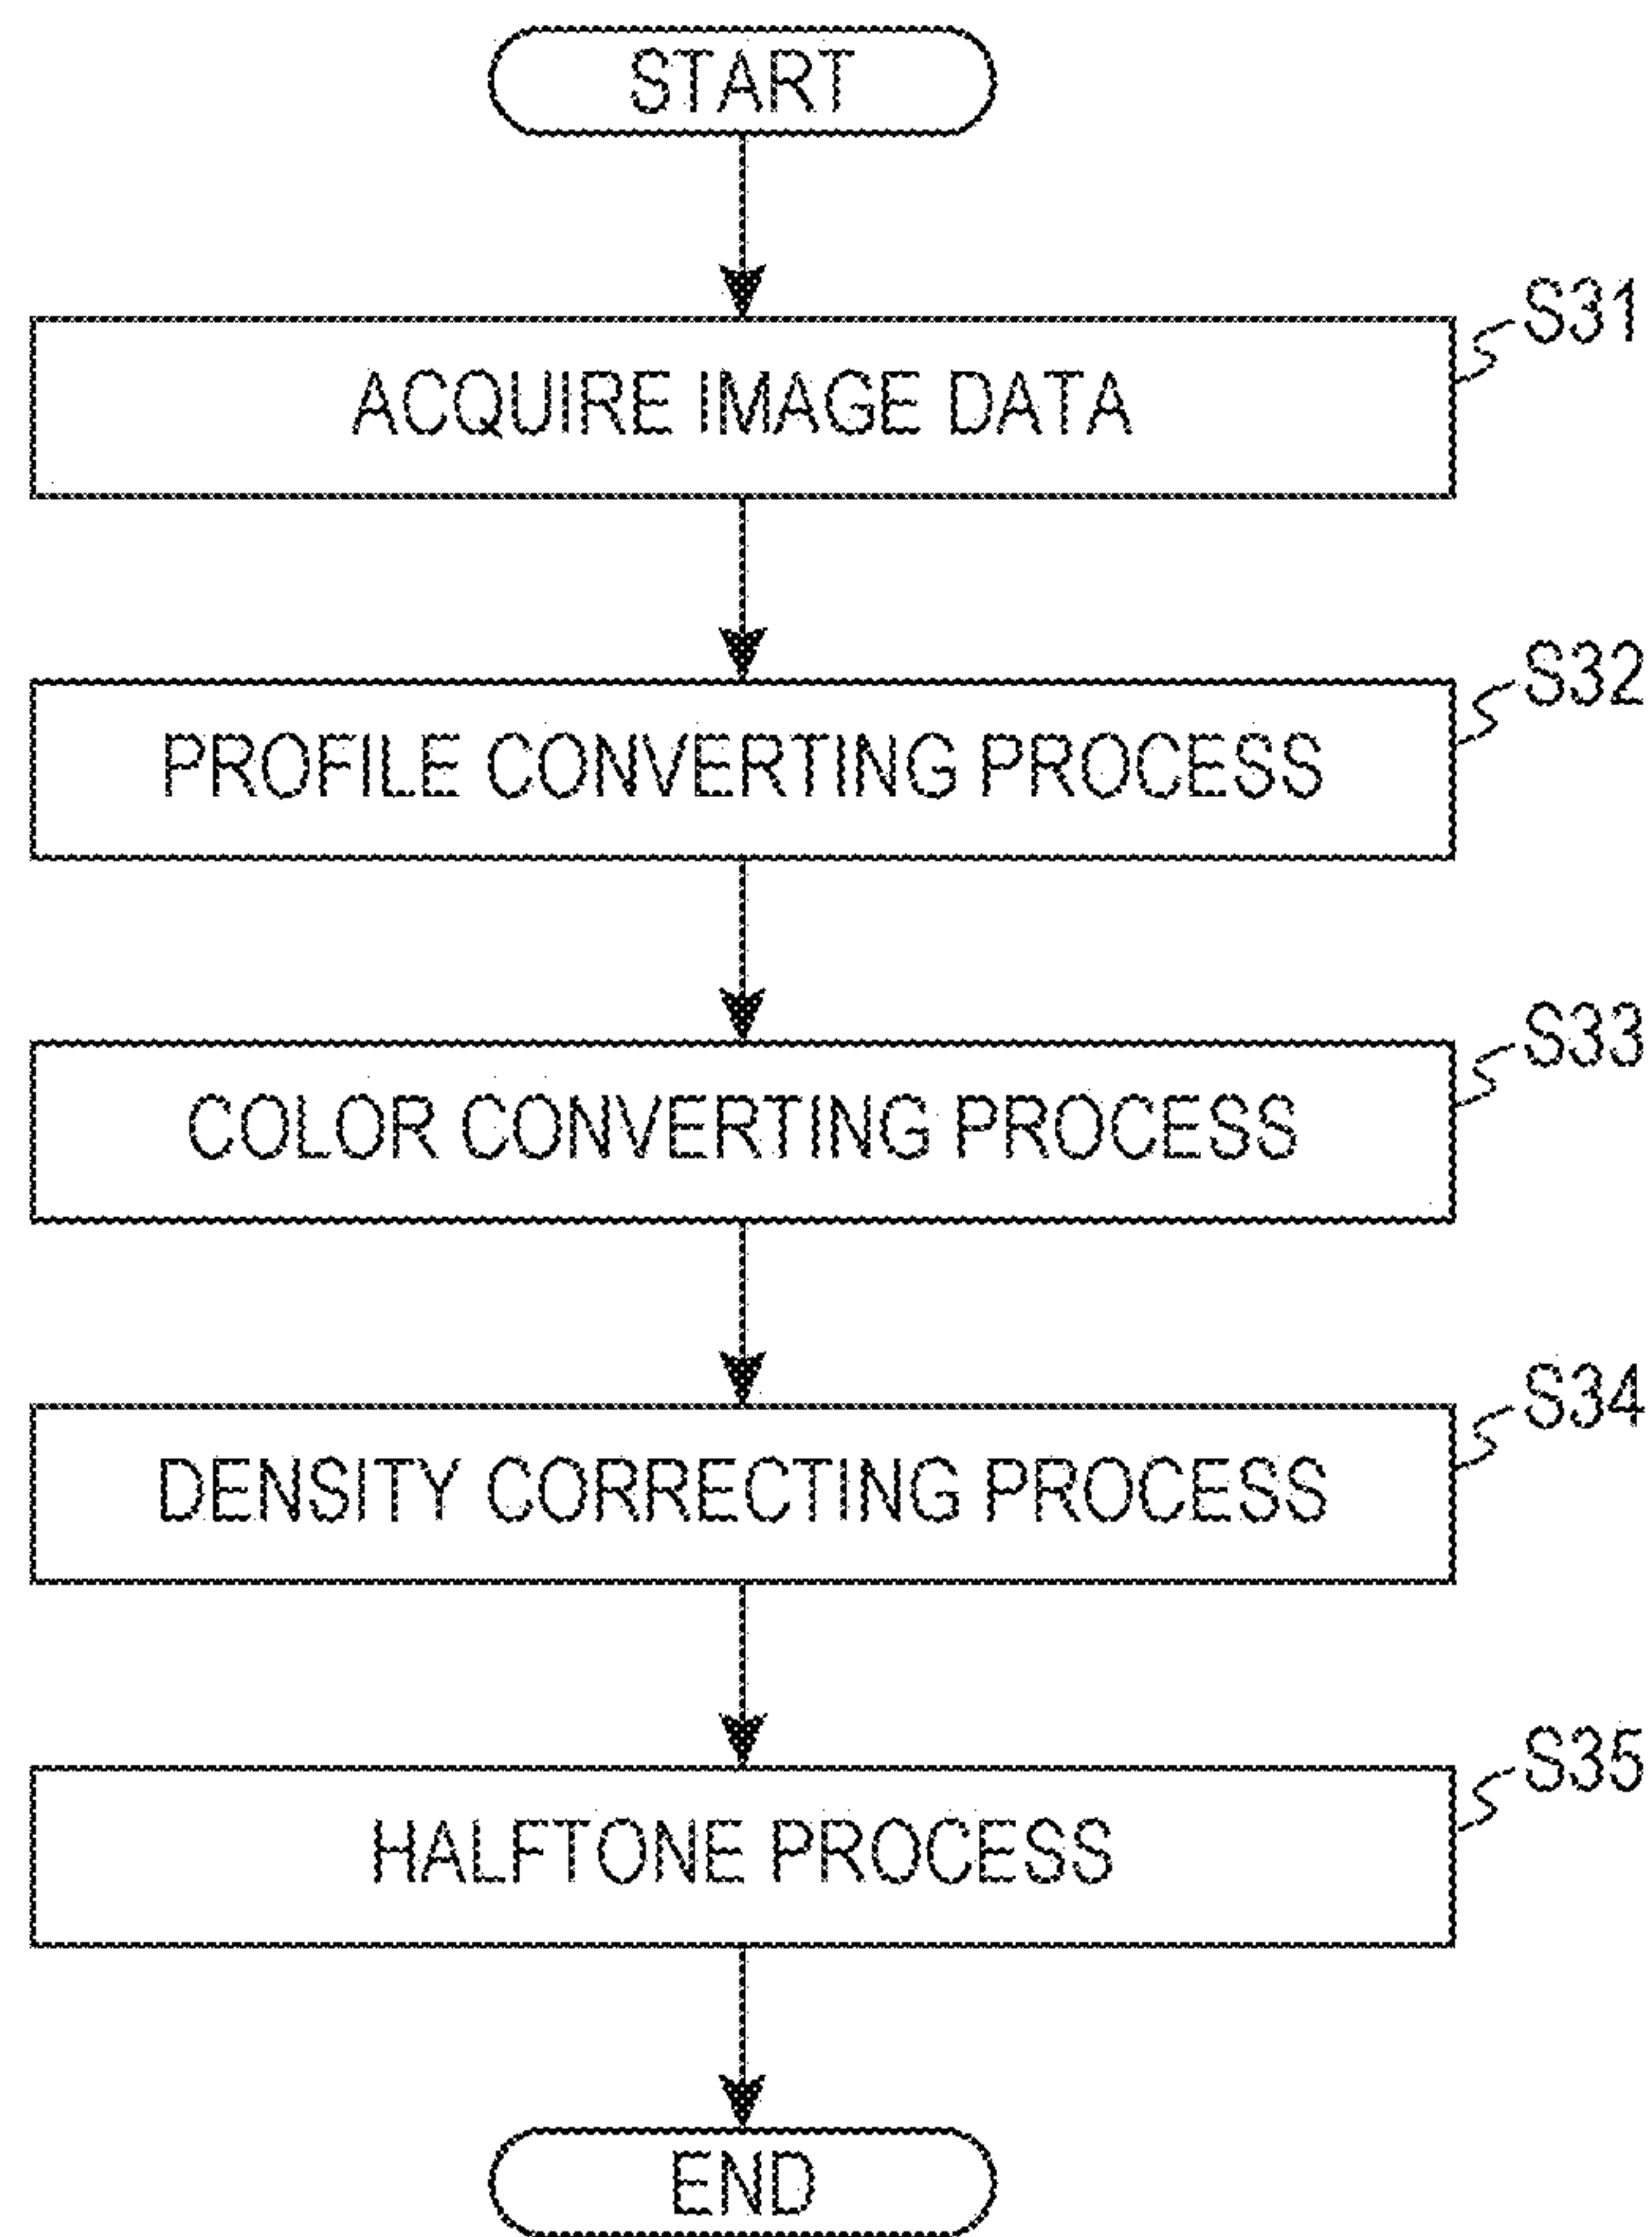 START
S31
ACQUIRE IMAGE DATA
S32
PROFILE CONVERTING PROCESS
S33
COLOR CONVERTING PROCESS
S34
DENSITY CORRECTING PROCESS
S35
HALFTONE PROCESS
END